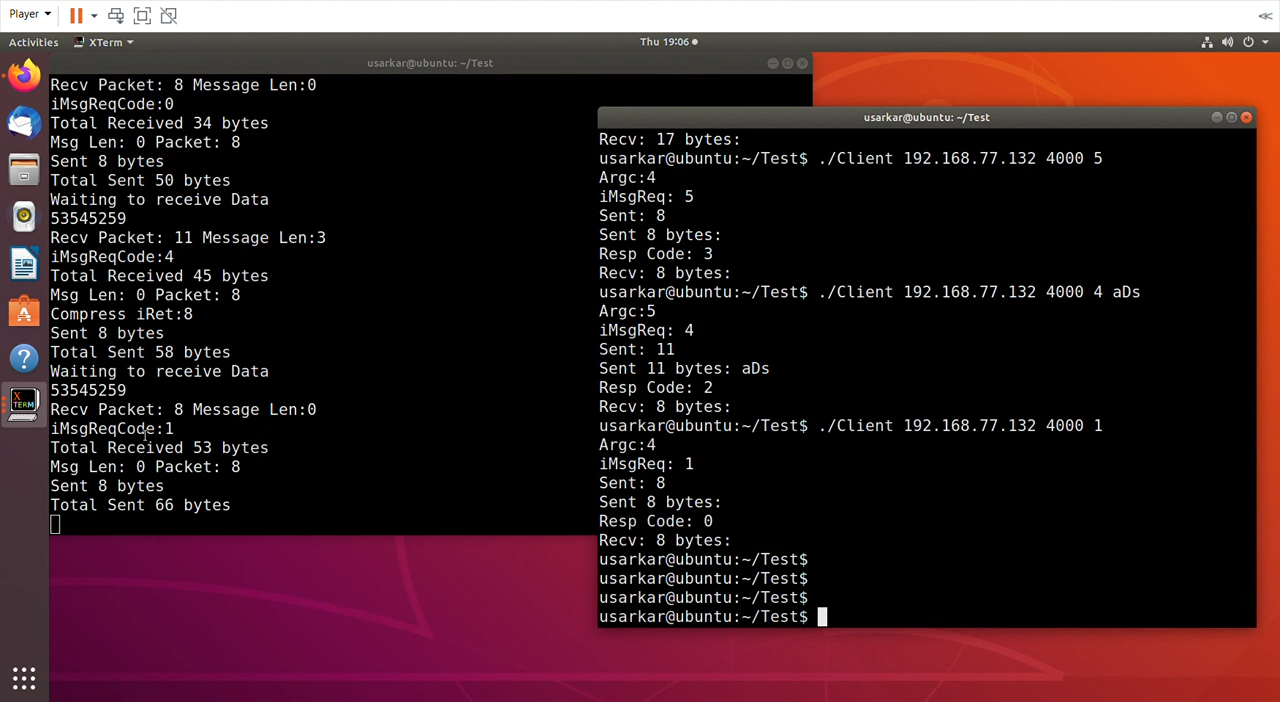 Player
Activities
XTerm
Thu 19:06
usarkar@ubuntu: ~/Test
Recv Packet: 8 Message Len:0
iMsgReqCode:0
Total Received 34 bytes
Msg Len: 0 Packet: 8
Sent 8 bytes
Total Sent 50 bytes
Waiting to receive Data
53545259
Recv Packet: 11 Message Len:3
iMsgReqCode:4
Total Received 45 bytes
Msg Len: 0 Packet: 8
Compress iRet:8
Sent 8 bytes
Total Sent 58 bytes
Waiting to receive Data
53545259
Recv Packet: 8 Message Len:0
iMsgReqCode:1
Total Received 53 bytes
Msg Len: 0 Packet: 8
Sent 8 bytes
Total Sent 66 bytes
usarkar@ubuntu: ~/Test
Recv: 17 bytes:
usarkar@ubuntu:~/Test$ ./Client 192.168.77.132 4000 5
Argc:4
iMsgReq: 5
Sent: 8
Sent 8 bytes:
Resp Code: 3
Recv: 8 bytes:
usarkar@ubuntu:~/Test$ ./Client 192.168.77.132 4000 4 aDs
Argc:5
iMsgReq: 4
Sent: 11
Sent 11 bytes: aDs
Resp Code: 2
Recv: 8 bytes:
usarkar@ubuntu:~/Test$ ./Client 192.168.77.132 4000 1
Argc:4
iMsgReq: 1
Sent: 8
Sent 8 bytes:
Resp Code: 0
Recv: 8 bytes:
usarkar@ubuntu:~/Test$
usarkar@ubuntu:~/Test$
usarkar@ubuntu:~/Test$
usarkar@ubuntu:~/Test$
X
TERM